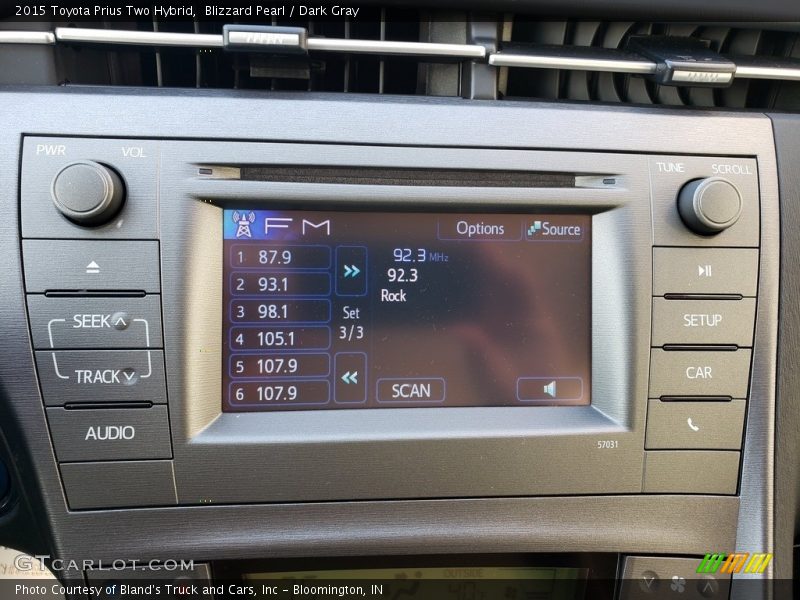 2015 Toyota Prius Two Hybrid,  Blizzard Pearl / Dark Gray
PWR VOL
TUNE SCROLL
FM Options Source
1 87.9
2 93.1
3 98.1
4 105.1
5 107.9
6 107.9
Set
3/3
92.3 MHz
92.3
Rock
SCAN
SEEK
TRACK
AUDIO
SETUP
CAR
57031
OUTSIDE
GTCARLOT.COM
Photo Courtesy of Bland's Truck and Cars, Inc – Bloomington, IN